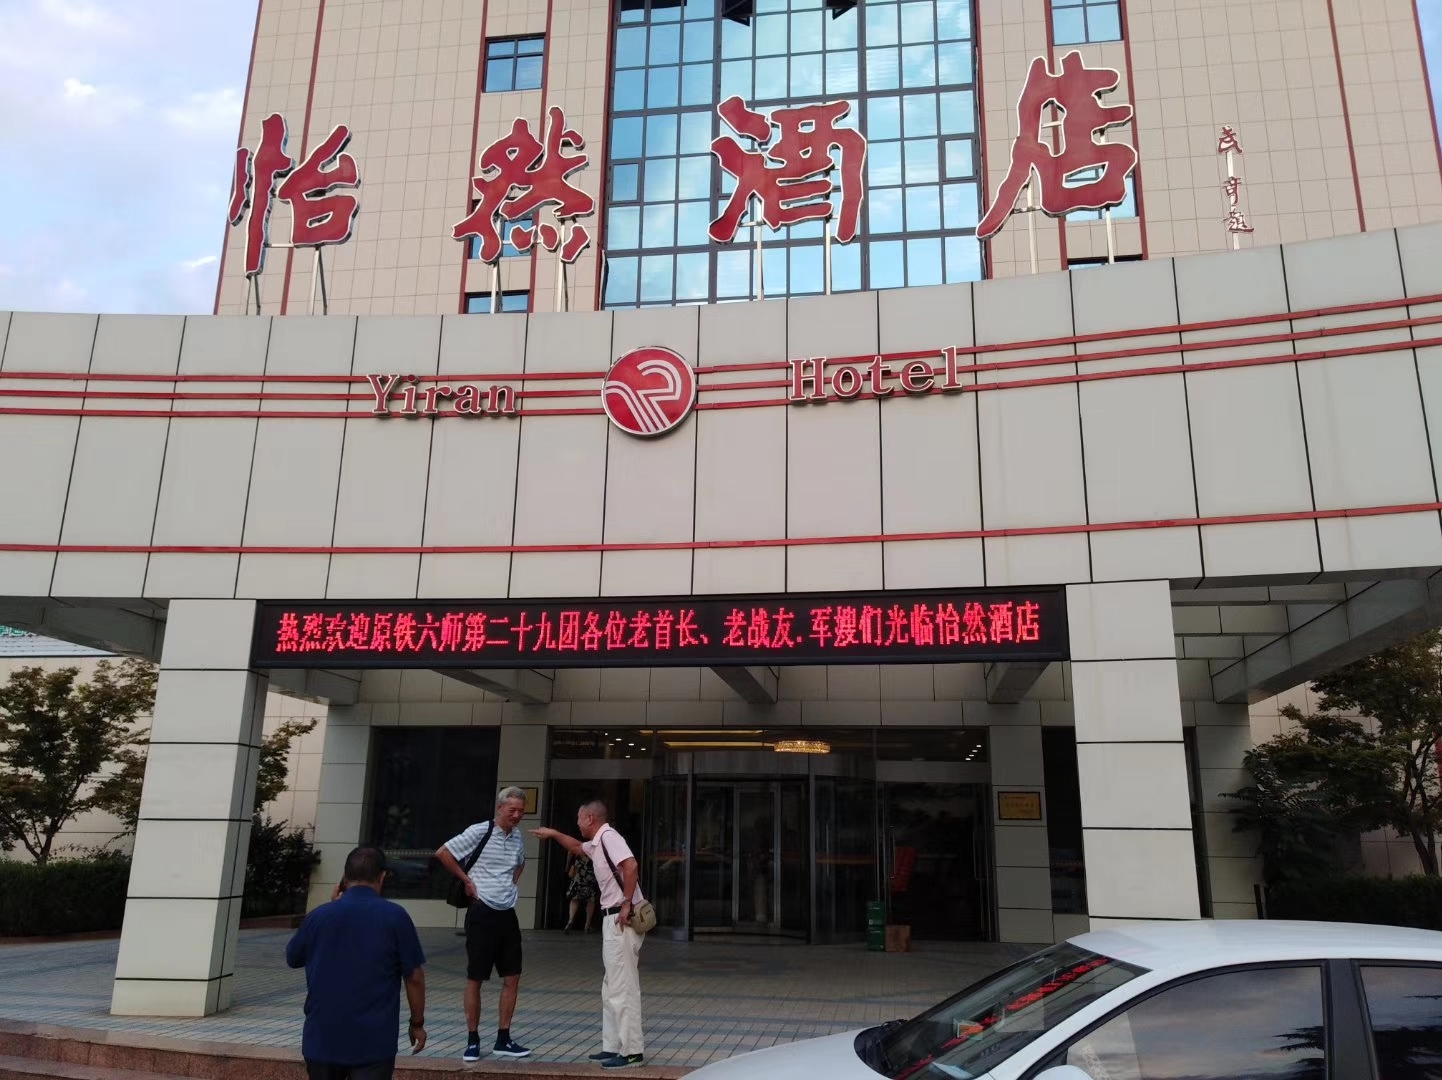 怡然酒店
Yiran Hotel
热烈欢迎原铁六师第二十九团各位老首长、老战友.军嫂们光临怡然酒店